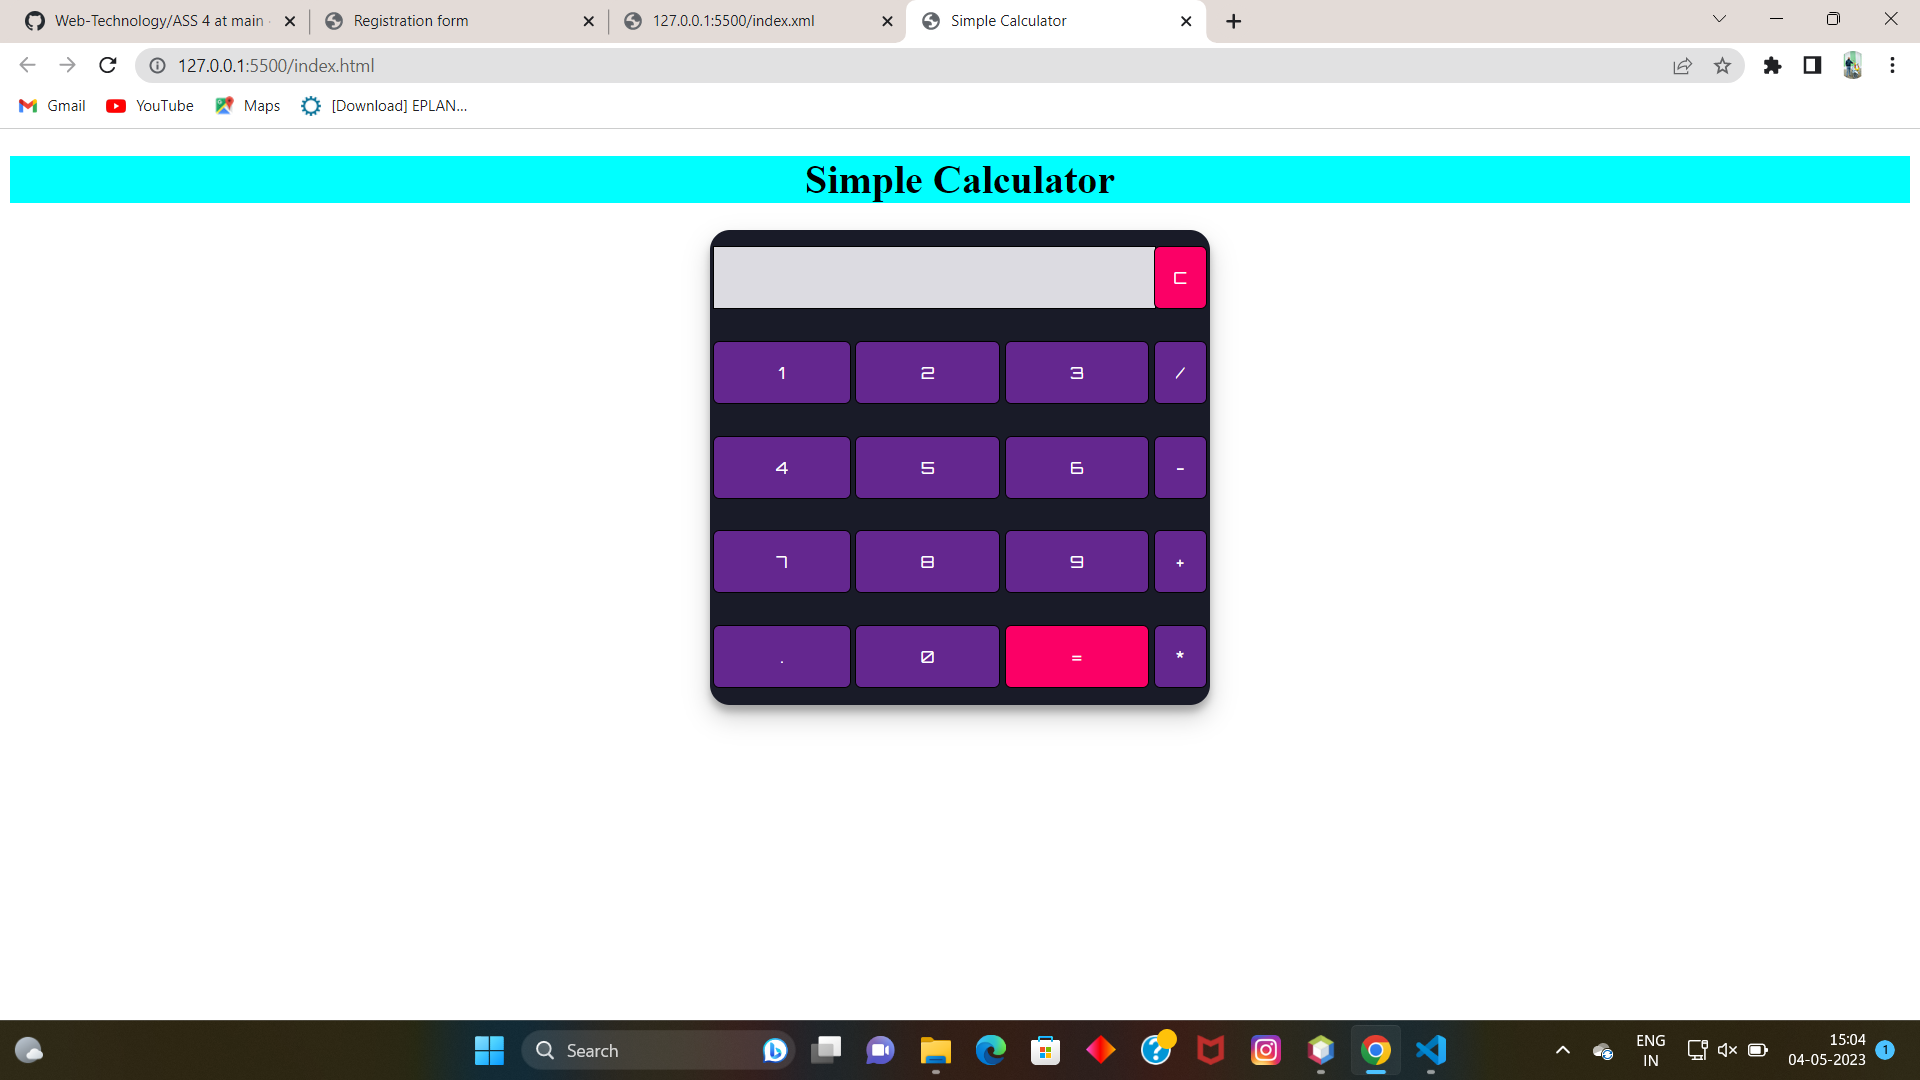 Web-Technology/ASS 4 at main
Registration form
127.0.0.1:5500/index.xml
Simple Calculator
127.0.0.1:5500/index.html
Gmail
YouTube
Maps
[Download] EPLAN...
Simple Calculator
C
1 2 3 /
4 5 6 -
7 8 9 +
. 0 = *
Search
ENG
IN
15:04
04-05-2023
1